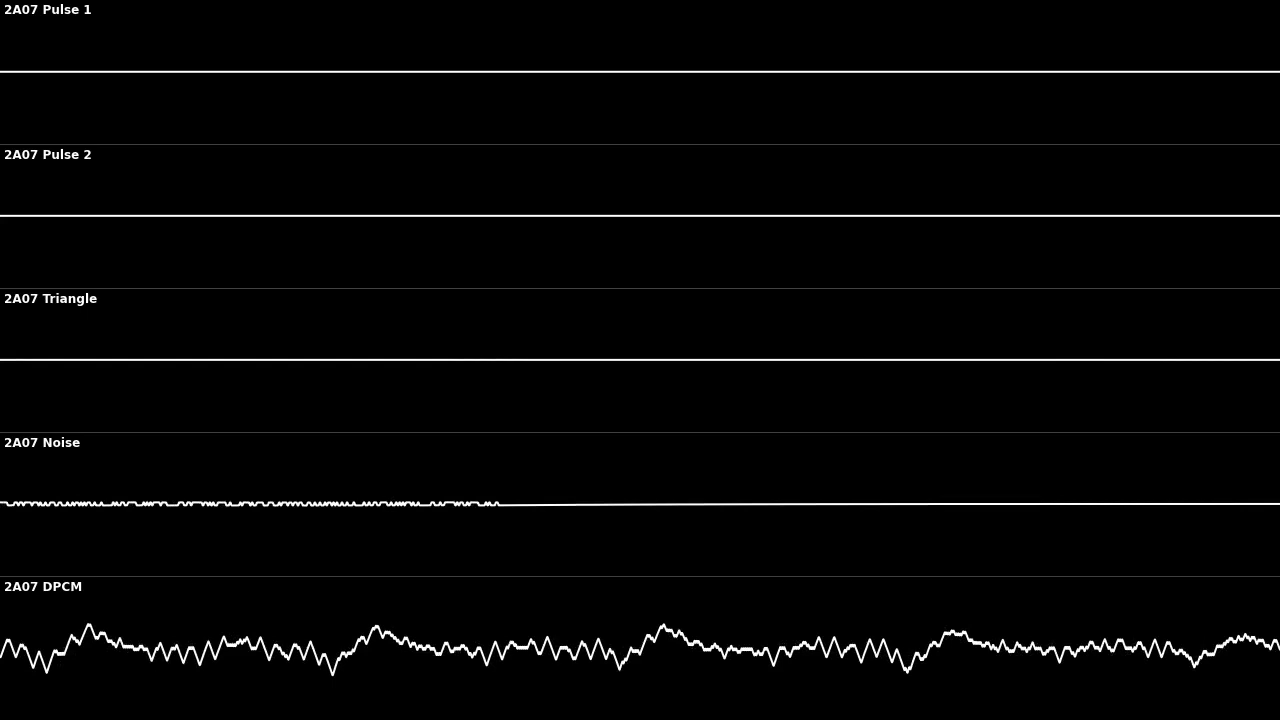 2A07 Pulse 1
2A07 Pulse 2
2A07 Triangle
2A07 Noise
2A07 DPCM